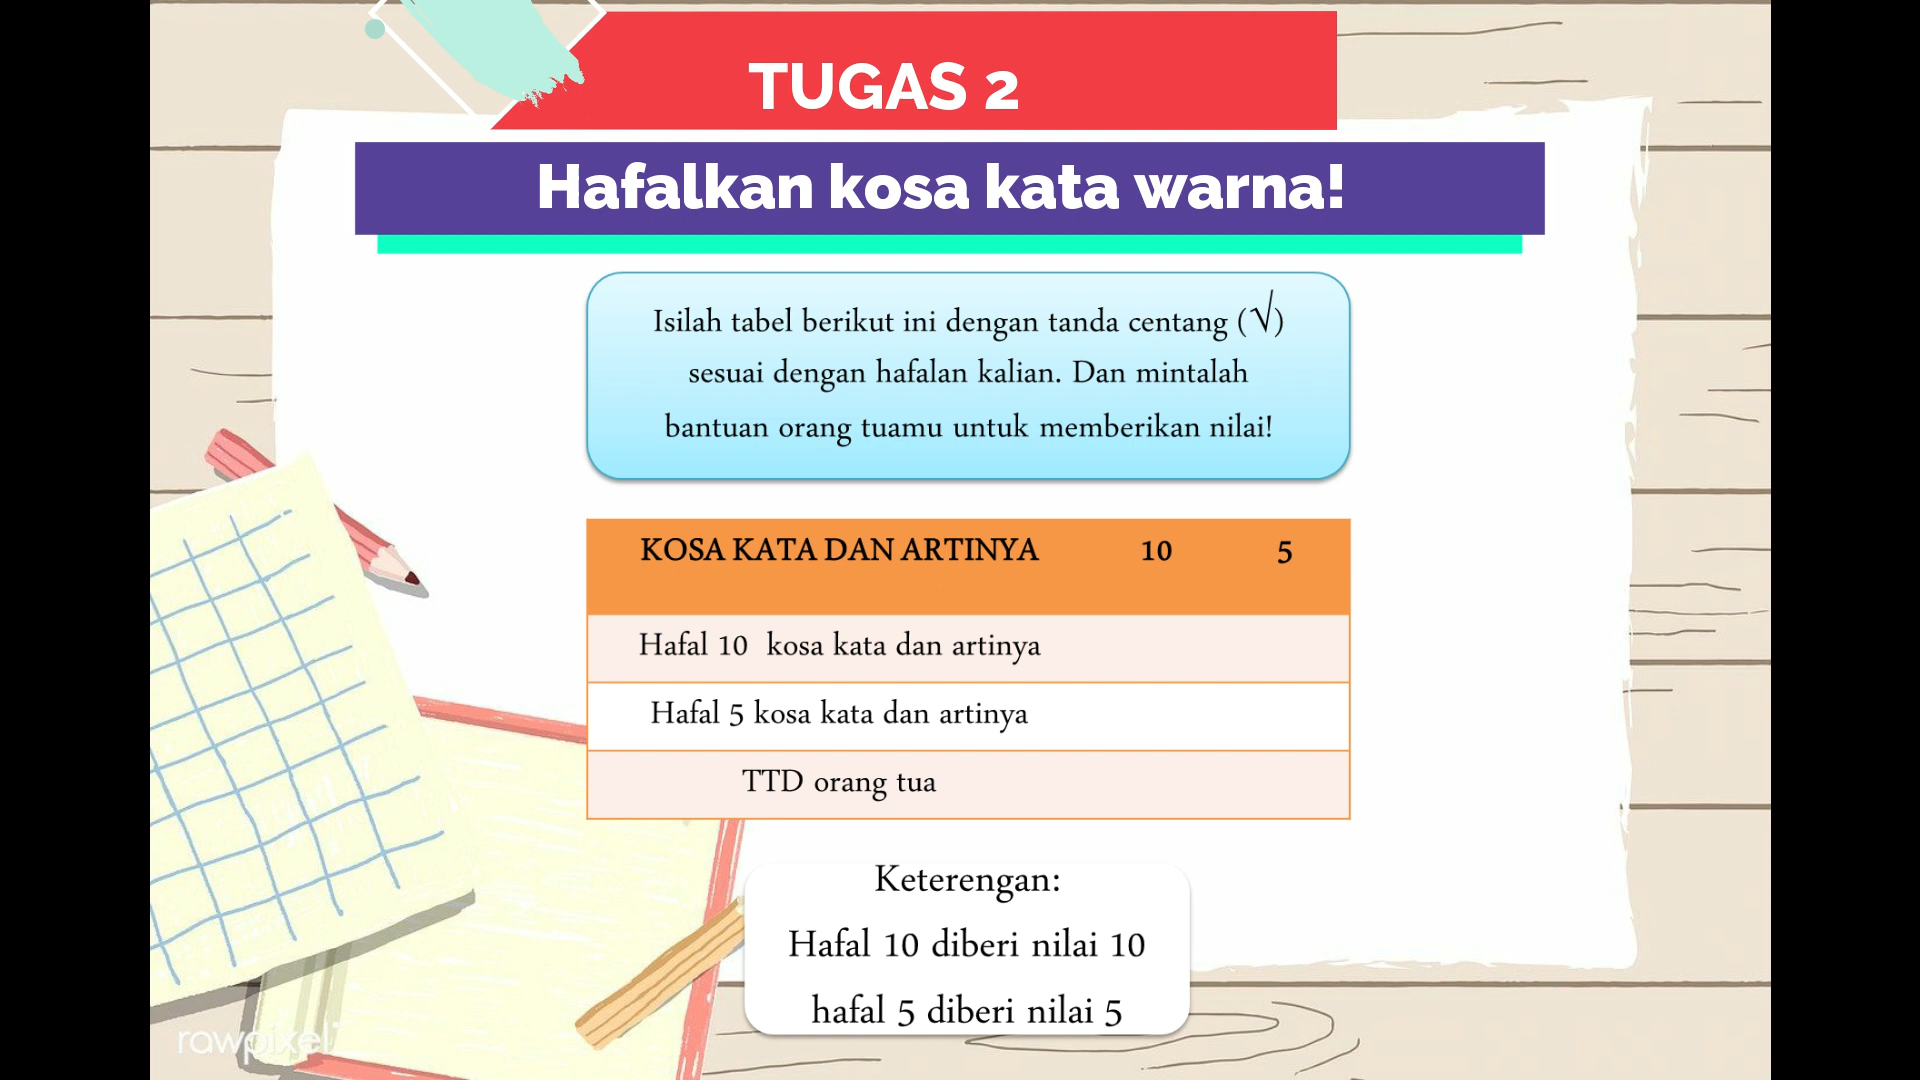 TUGAS 2
Hafalkan kosa kata warna!
Isilah tabel berikut ini dengan tanda centang (√)
sesuai dengan hafalan kalian. Dan mintalah
bantuan orang tuamu untuk memberikan nilai!
KOSA KATA DAN ARTINYA 10 5
Hafal 10 kosa kata dan artinya
Hafal 5 kosa kata dan artinya
TTD orang tua
Keterengan:
Hafal 10 diberi nilai 10
hafal 5 diberi nilai 5
rawpixel